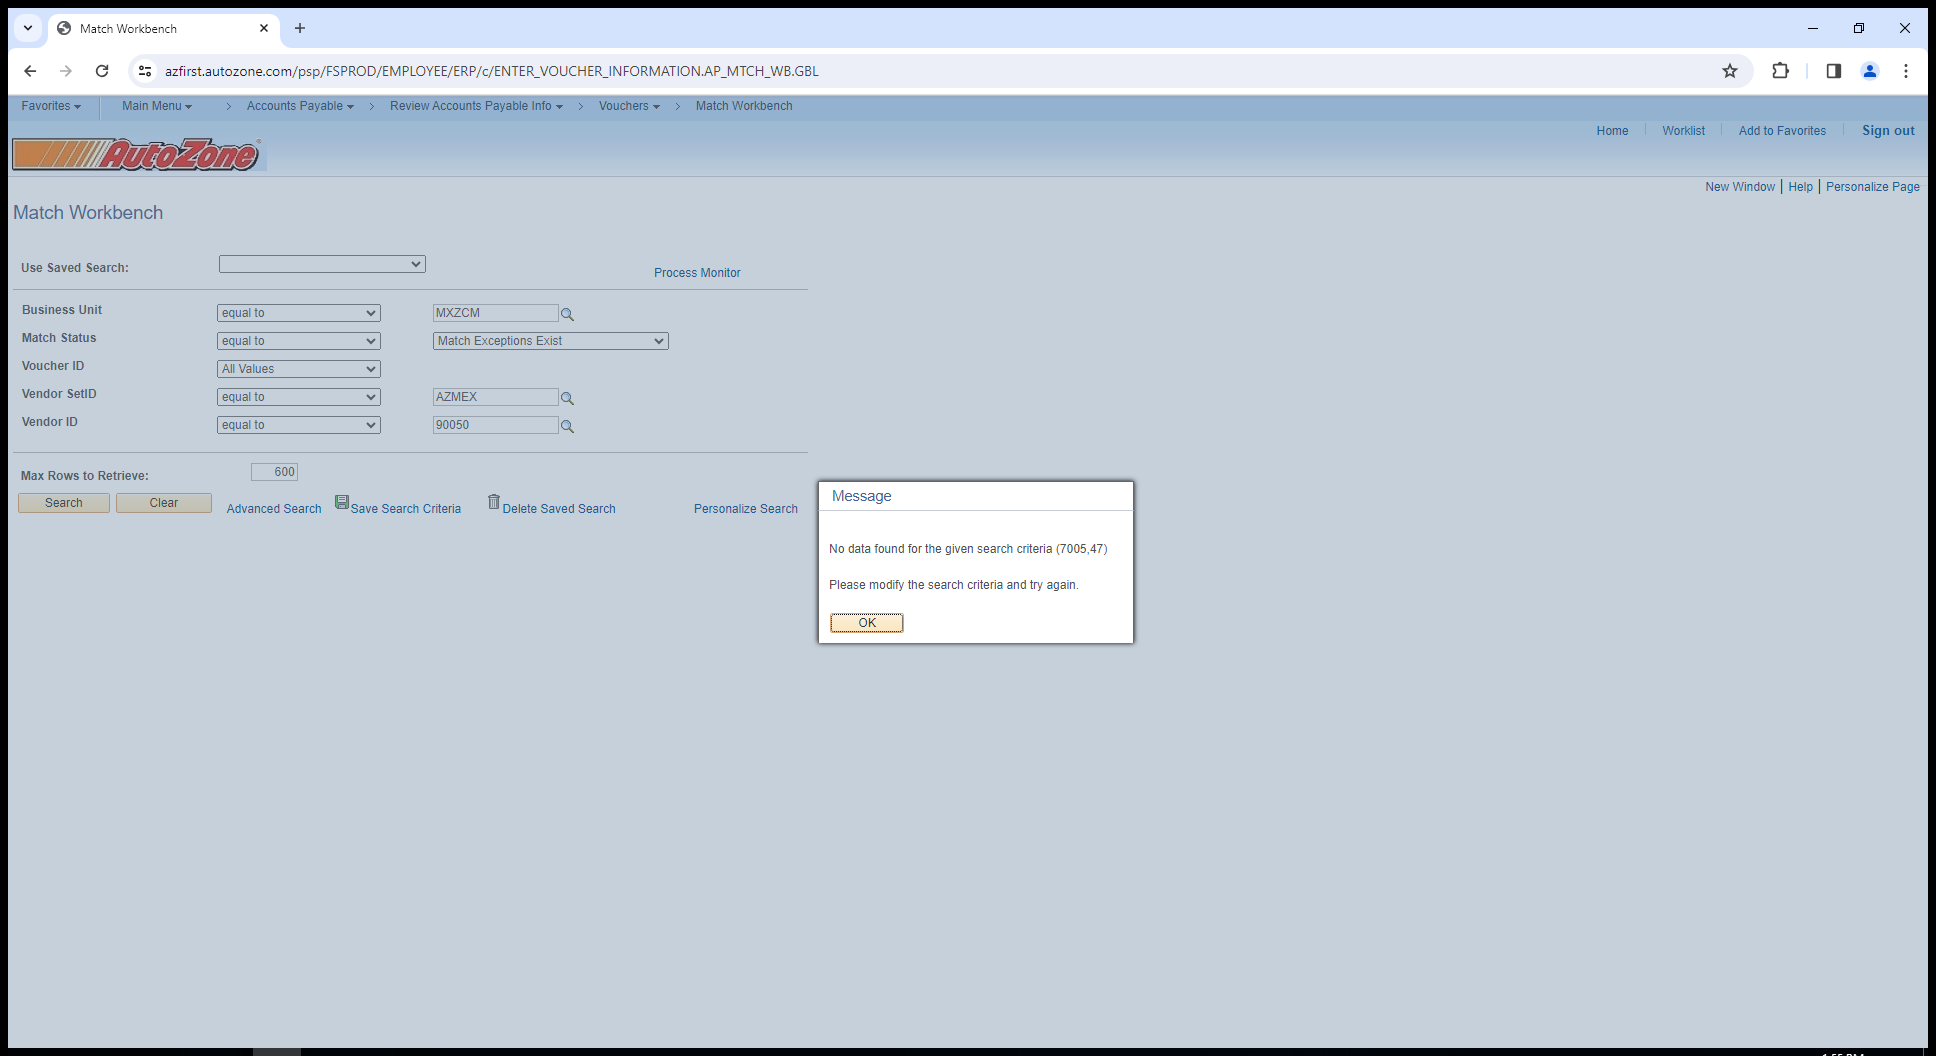 Match Workbench
azfirst.autozone.com/psp/FSPROD/EMPLOYEE/ERP/c/ENTER_VOUCHER_INFORMATION.AP_MTCH_WB.GBL
Favorites Main Menu Accounts Payable Review Accounts Payable Info Vouchers Match Workbench
Home Worklist Add to Favorites Sign out
AutoZone
New Window | Help | Personalize Page
Match Workbench
Use Saved Search:
Process Monitor
Business Unit equal to MXZCM
Match Status equal to Match Exceptions Exist
Voucher ID All Values
Vendor SetID equal to AZMEX
Vendor ID equal to 90050
Max Rows to Retrieve: 600
Search Clear Advanced Search Save Search Criteria Delete Saved Search Personalize Search
Message
No data found for the given search criteria (7005,47)
Please modify the search criteria and try again.
OK